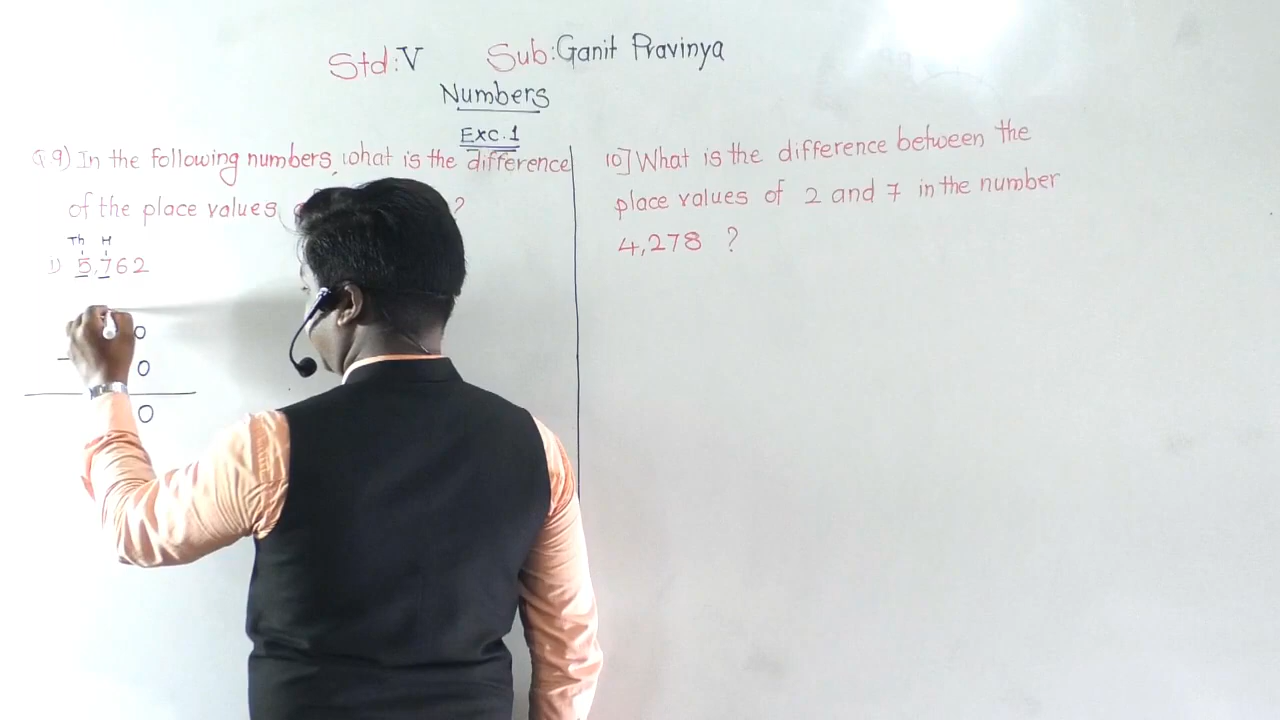 Std:V Sub:Ganit Pravinya
Numbers
Exc.1
Q 9) In the following numbers, what is the difference
of the place values ?
Th H
1) 5,762
0
- 0
0
10] What is the difference between the
place values of 2 and 7 in the number
4,278 ?